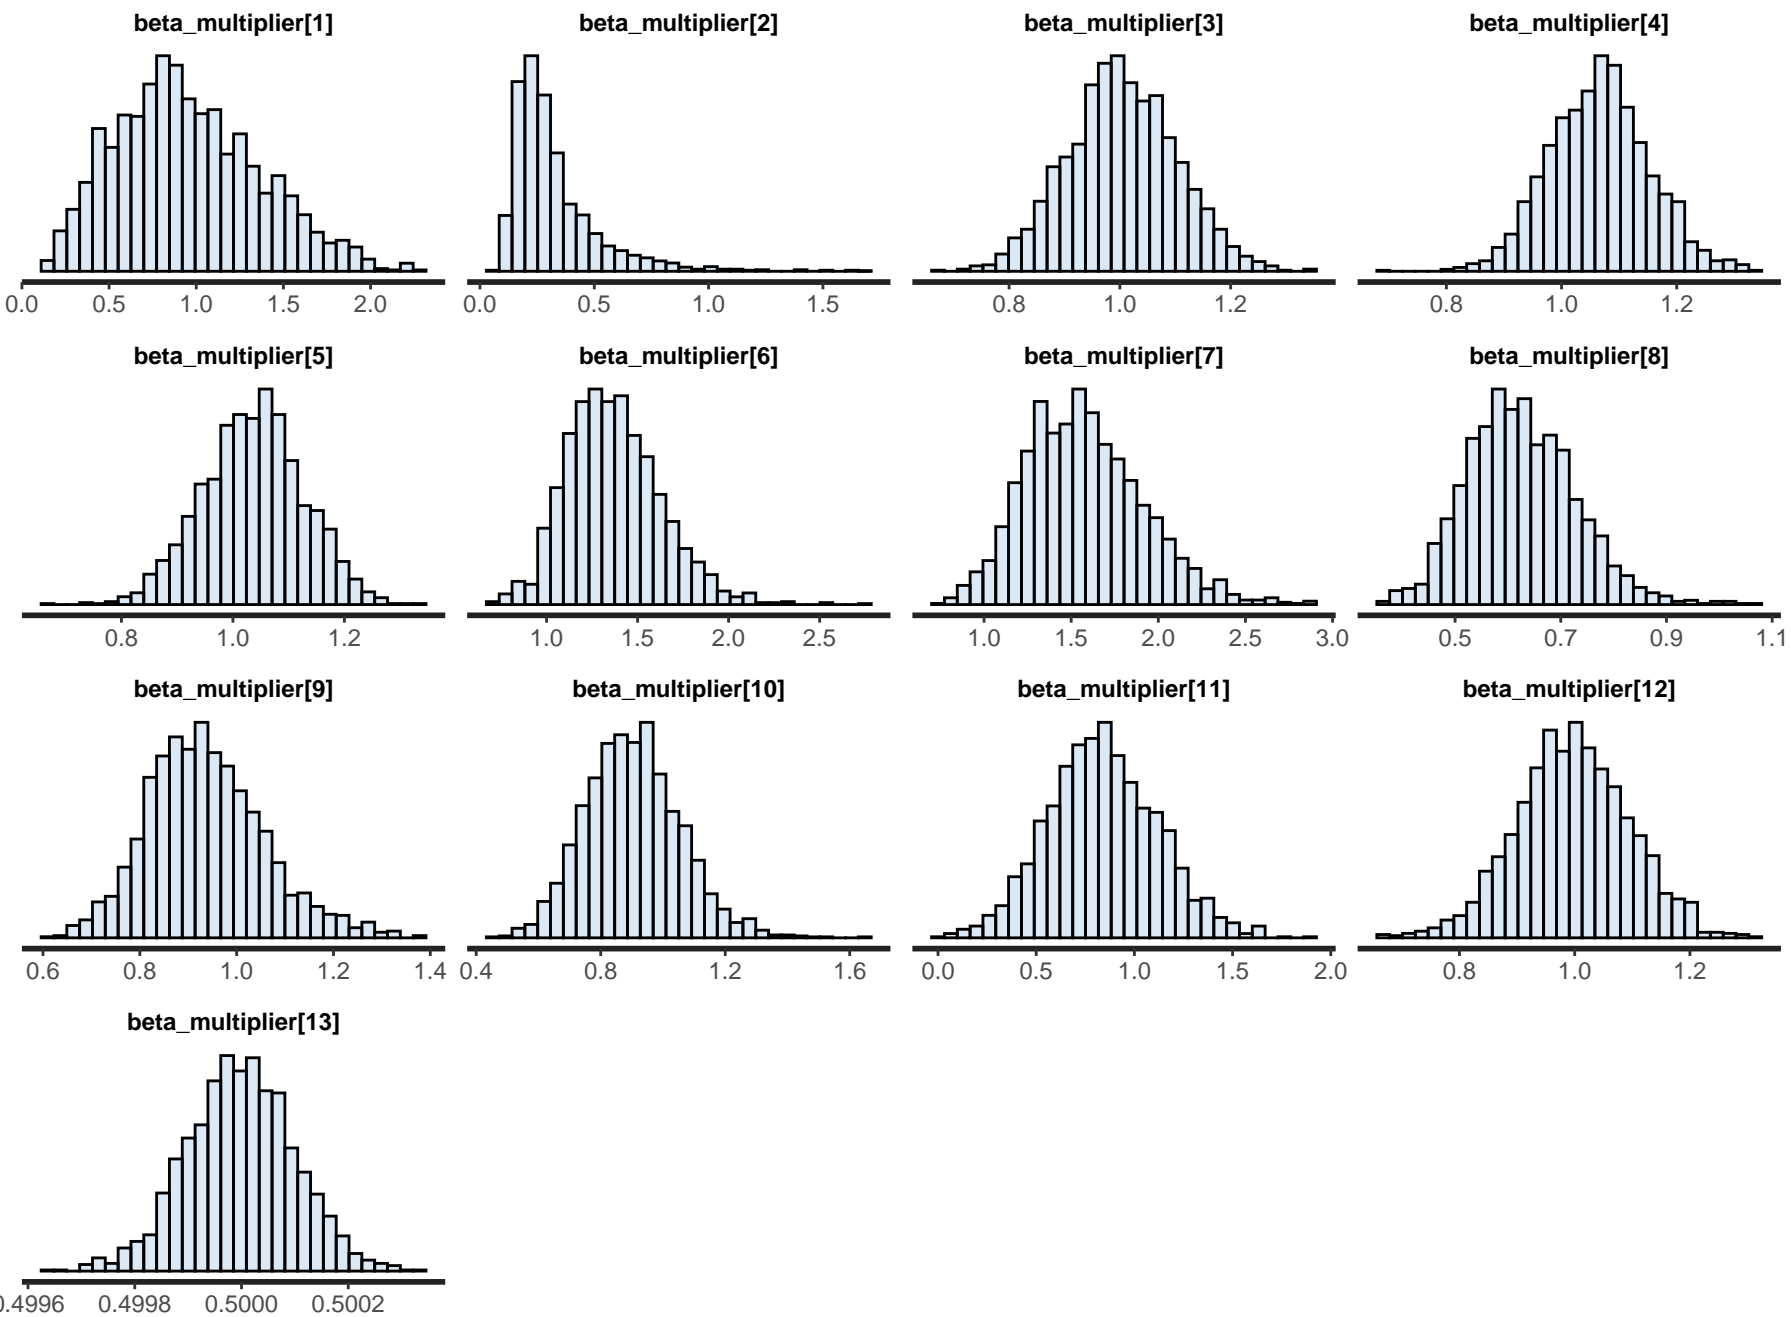 beta_multiplier[1] beta_multiplier[2] beta_multiplier[3] beta_multiplier[4]
0.0 0.5 1.0 1.5 2.0 0.0 0.5 1.0 1.5 0.8 1.0 1.2 0.8 1.0 1.2
beta_multiplier[5] beta_multiplier[6] beta_multiplier[7] beta_multiplier[8]
0.8 1.0 1.2 1.0 1.5 2.0 2.5 1.0 1.5 2.0 2.5 3.0 0.5 0.7 0.9 1.1
beta_multiplier[9] beta_multiplier[10] beta_multiplier[11] beta_multiplier[12]
0.6 0.8 1.0 1.2 1.4 0.4 0.8 1.2 1.6 0.0 0.5 1.0 1.5 2.0 0.8 1.0 1.2
beta_multiplier[13]
0.4996 0.4998 0.5000 0.5002